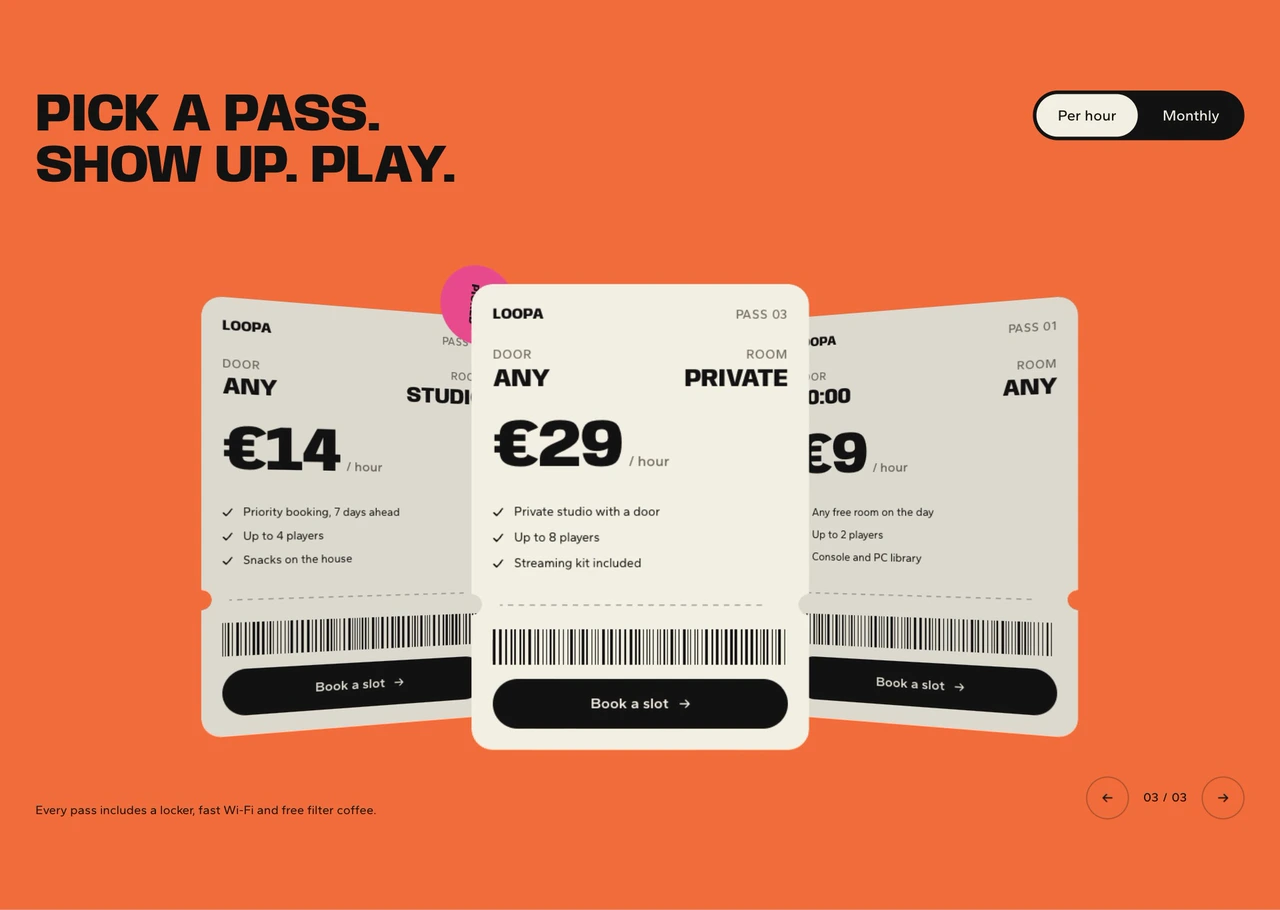 PICK A PASS.
SHOW UP. PLAY.
Per hour
Monthly
LOOPA
DOOR
ANY
€14 / hour
Priority booking, 7 days ahead
Up to 4 players
Snacks on the house
Book a slot →
LOOPA
PASS 03
DOOR
ANY
ROOM
PRIVATE
€29 / hour
Private studio with a door
Up to 8 players
Streaming kit included
Book a slot →
PASS 01
ROOM
ANY
€9 / hour
Any free room on the day
Up to 2 players
Console and PC library
Book a slot →
Every pass includes a locker, fast Wi-Fi and free filter coffee.
← 03 / 03 →